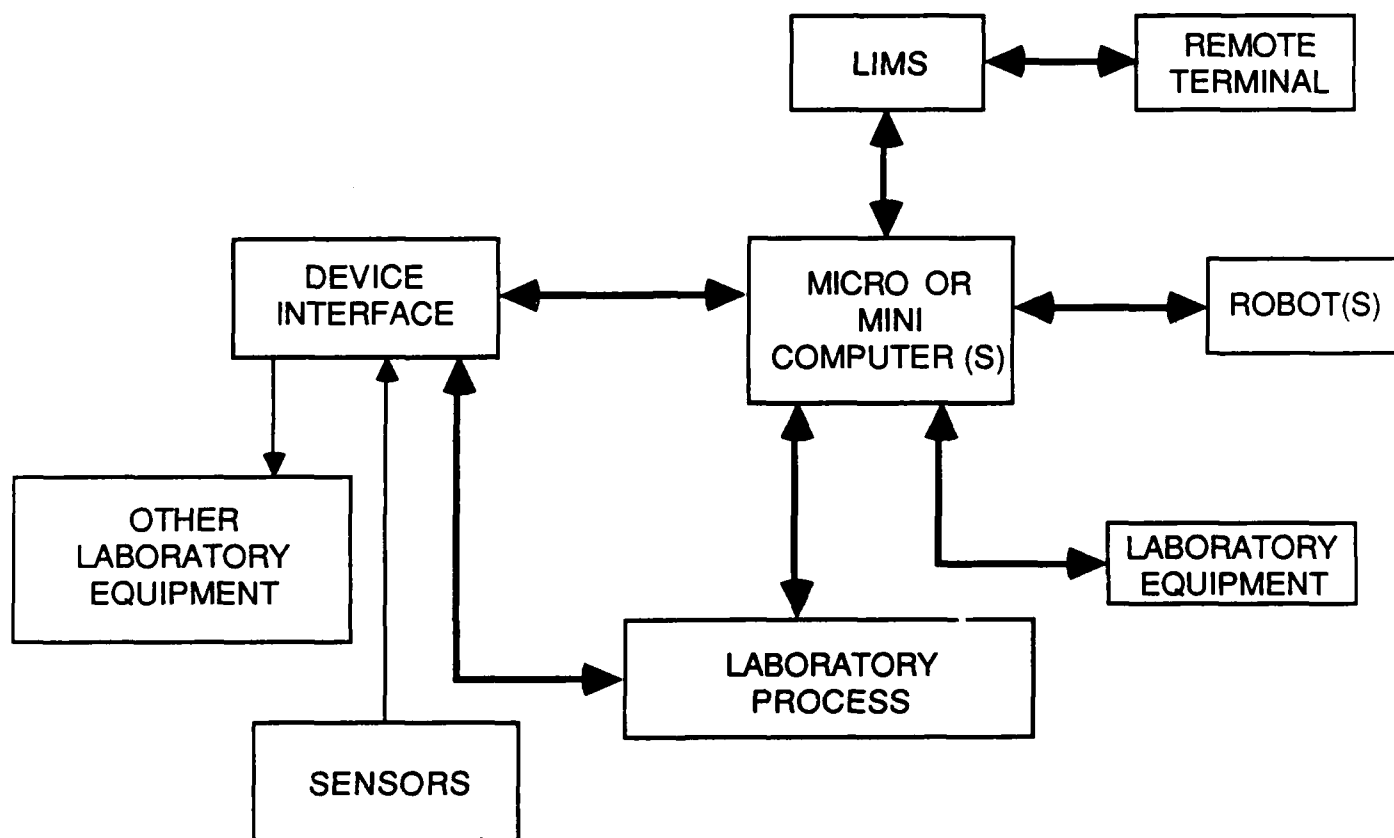 LIMS
REMOTE
TERMINAL
DEVICE
INTERFACE
MICRO OR
MINI
COMPUTER (S)
ROBOT(S)
OTHER
LABORATORY
EQUIPMENT
LABORATORY
EQUIPMENT
LABORATORY
PROCESS
SENSORS